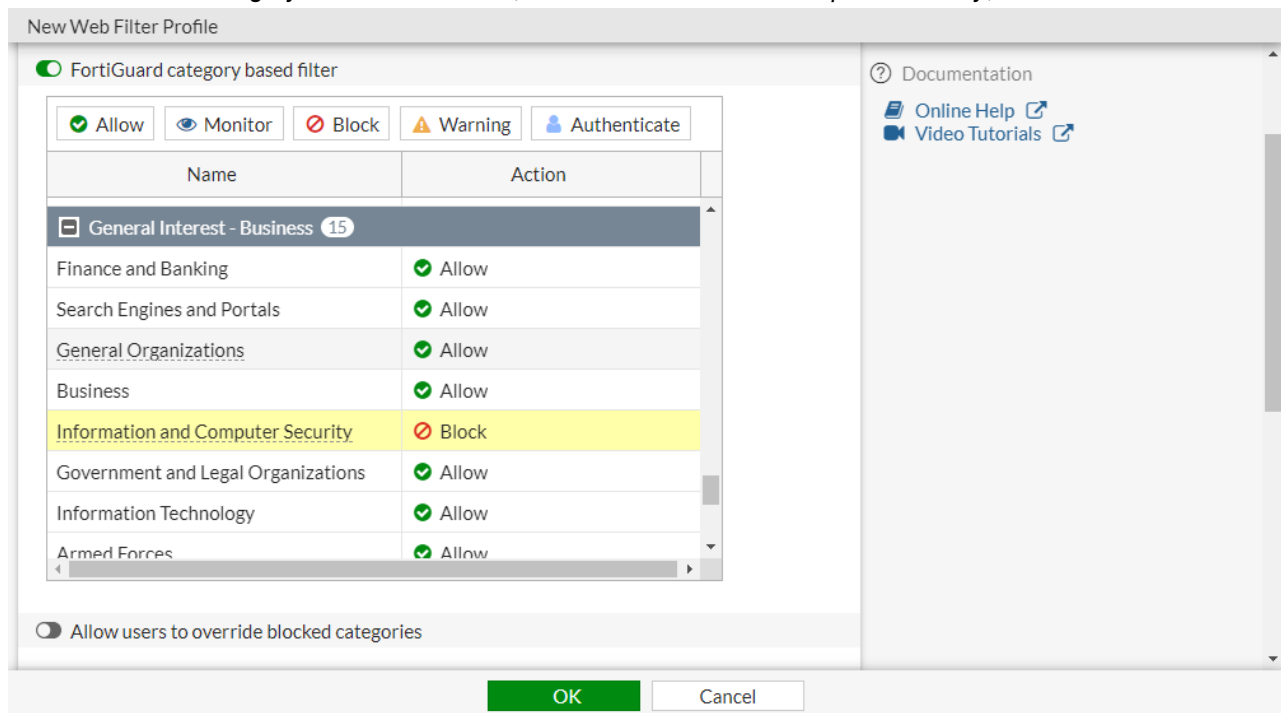 New Web Filter Profile
FortiGuard category based filter
Allow Monitor Block Warning Authenticate
Name Action
General Interest - Business 15
Finance and Banking Allow
Search Engines and Portals Allow
General Organizations Allow
Business Allow
Information and Computer Security Block
Government and Legal Organizations Allow
Information Technology Allow
Armed Forces Allow
Allow users to override blocked categories
OK Cancel
Documentation
Online Help
Video Tutorials